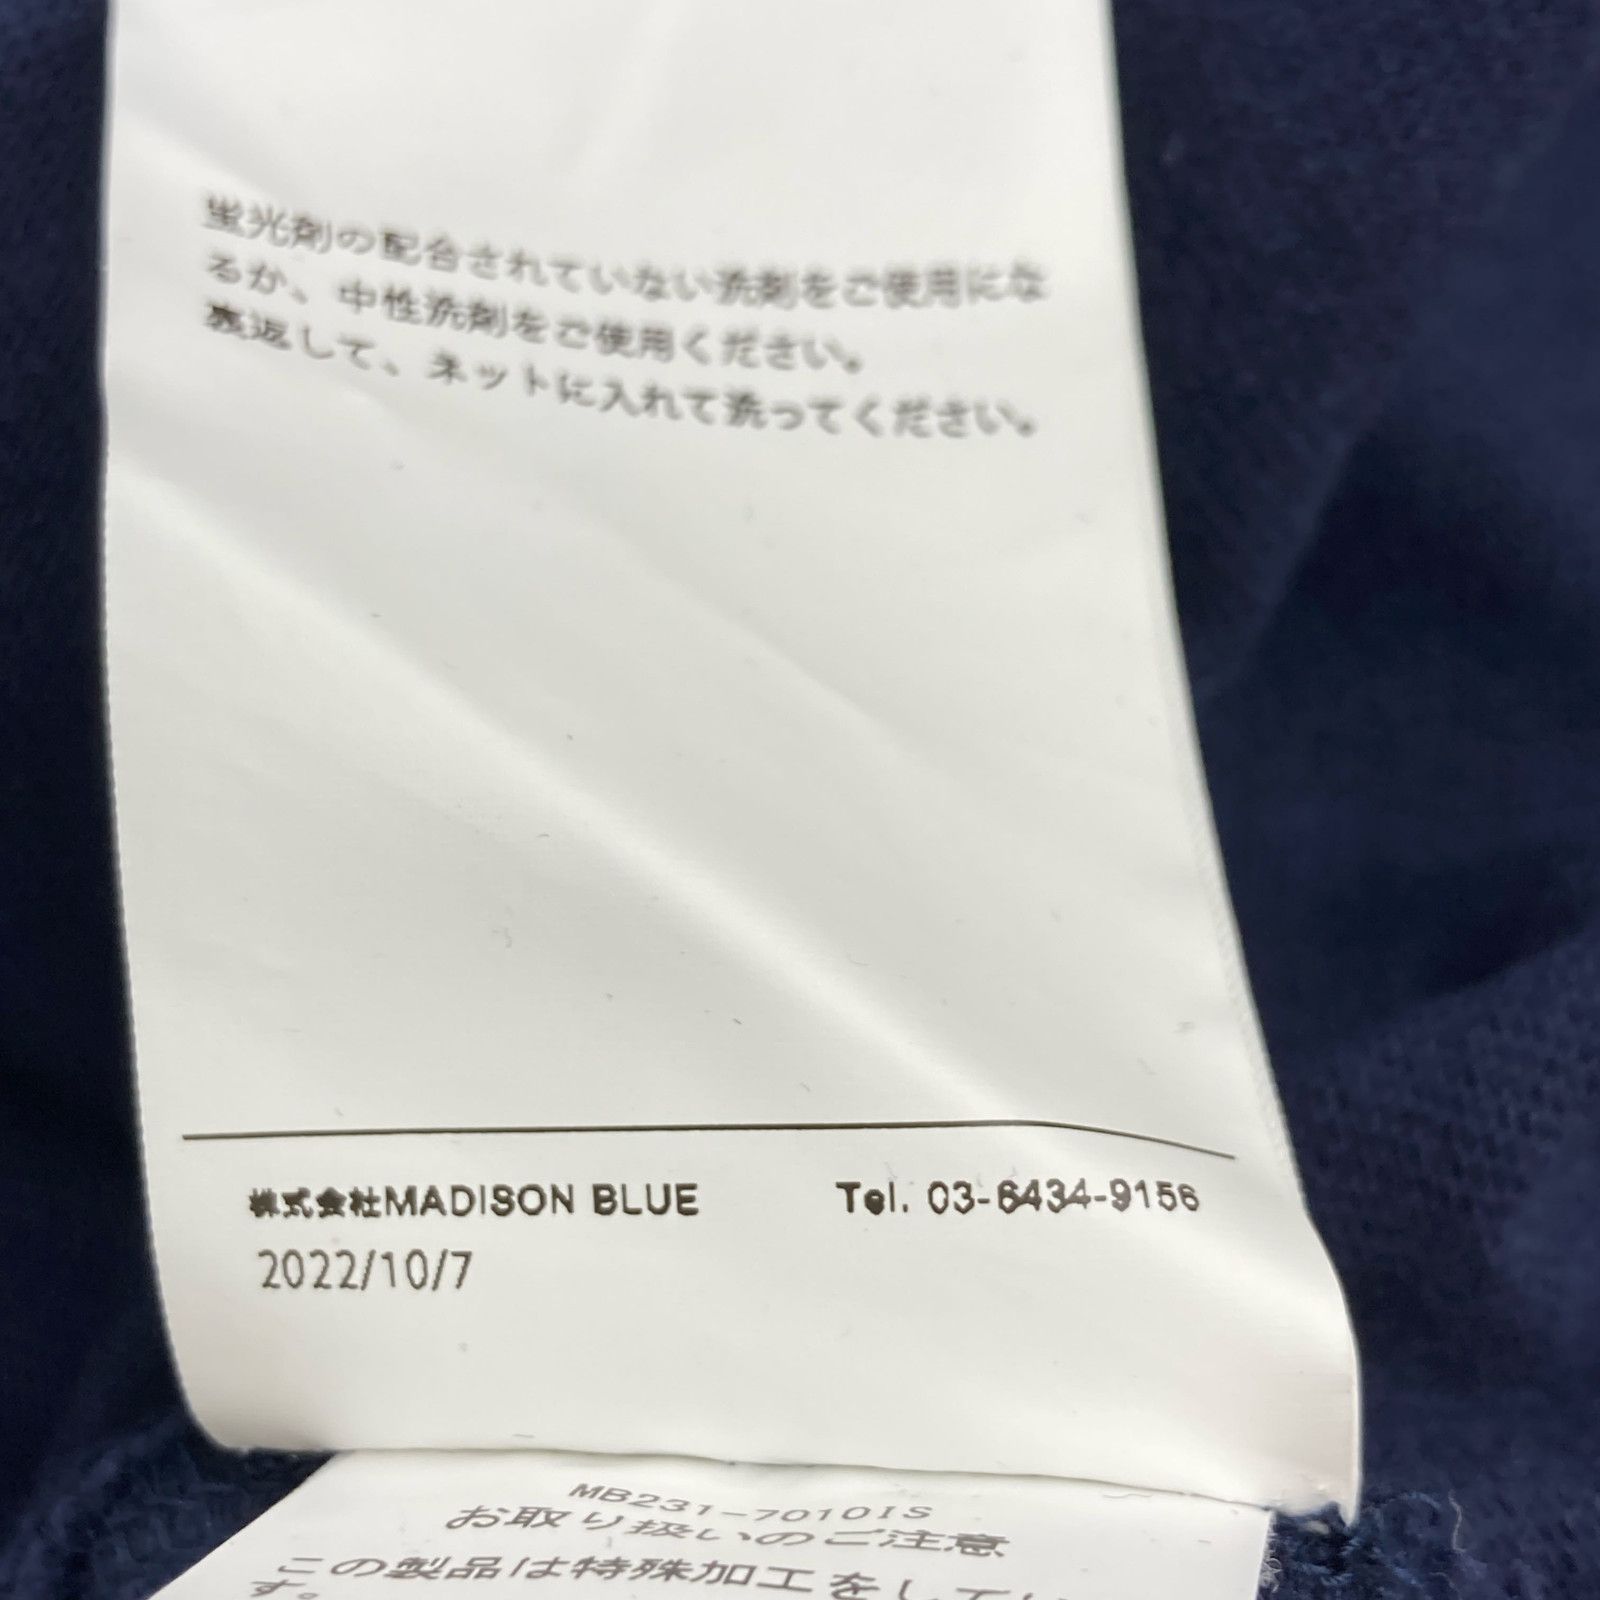 蛍光剤の配合されていない洗剤をご使用にな
るか、中性洗剤をご使用ください。
裏返して、ネットに入れて洗ってください。
株式会社MADISON BLUE Tel. 03-6434-9156
2022/10/7
MB231-7010IS
お取り扱いのご注意
この製品は特殊加工をして
す。